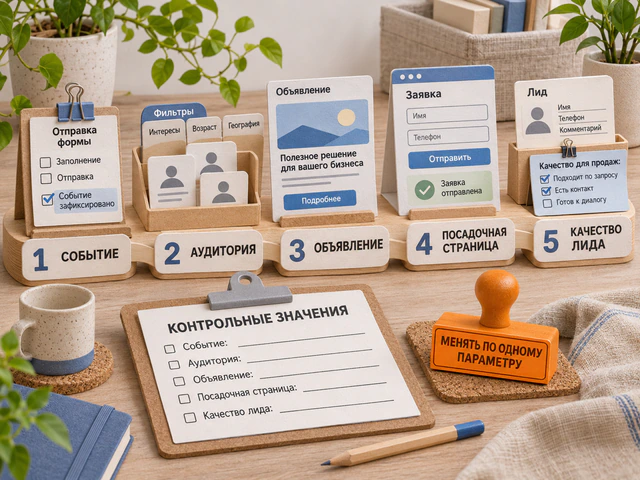 Отправка
формы
Заполнение
Отправка
Событие
зафиксировано
Фильтры
Интересы
Возраст
География
Объявление
Полезное решение
для вашего бизнеса
Подробнее
Заявка
Имя
Телефон
Отправить
Заявка
отправлена
Лид
Имя
Телефон
Комментарий
Качество для продаж:
Подходит по запросу
Есть контакт
Готов к диалогу
1 СОБЫТИЕ
2 АУДИТОРИЯ
3 ОБЪЯВЛЕНИЕ
4 ПОСАДОЧНАЯ
СТРАНИЦА
5 КАЧЕСТВО
ЛИДА
КОНТРОЛЬНЫЕ ЗНАЧЕНИЯ
Событие:
Аудитория:
Объявление:
Посадочная страница:
Качество лида:
МЕНЯТЬ ПО ОДНОМУ
ПАРАМЕТРУ